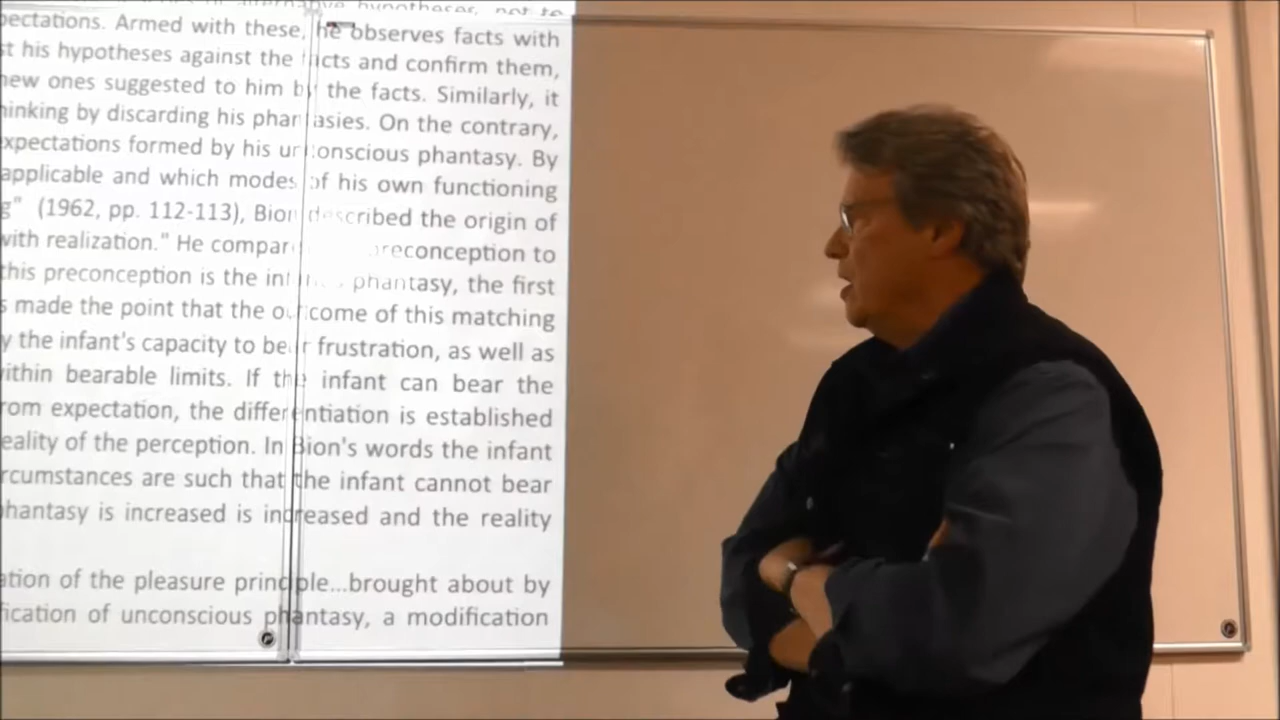 hypotheses, not to
pectations. Armed with these, he observes facts with
st his hypotheses against the facts and confirm them,
new ones suggested to him by the facts. Similarly, it
hinking by discarding his phantasies. On the contrary,
expectations formed by his unconscious phantasy. By
applicable and which modes of his own functioning
g" (1962, pp. 112-113), Bion described the origin of
with realization." He compar preconception to
this preconception is the phantasy, the first
s made the point that the outcome of this matching
y the infant's capacity to bear frustration, as well as
ithin bearable limits. If the infant can bear the
rom expectation, the differentiation is established
eality of the perception. In Bion's words the infant
rcumstances are such that the infant cannot bear
phantasy is increased is increased and the reality
ation of the pleasure principle...brought about by
fication of unconscious phantasy, a modification